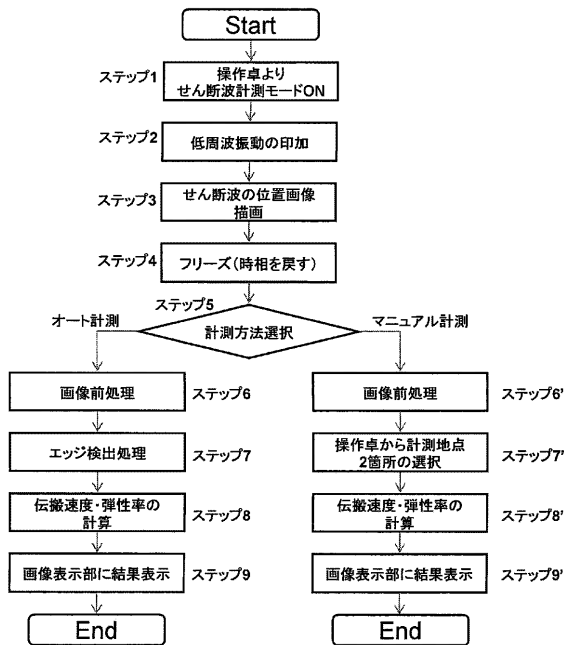 Start
ステップ1
操作卓より
せん断波計測モードON
ステップ2
低周波振動の印加
ステップ3
せん断波の位置画像
描画
ステップ4
フリーズ(時相を戻す)
ステップ5
オート計測
計測方法選択
マニュアル計測
画像前処理
ステップ6
エッジ検出処理
ステップ7
伝搬速度・弾性率の
計算
ステップ8
画像表示部に結果表示
ステップ9
End
画像前処理
ステップ6'
操作卓から計測地点
2箇所の選択
ステップ7'
伝搬速度・弾性率の
計算
ステップ8'
画像表示部に結果表示
ステップ9'
End